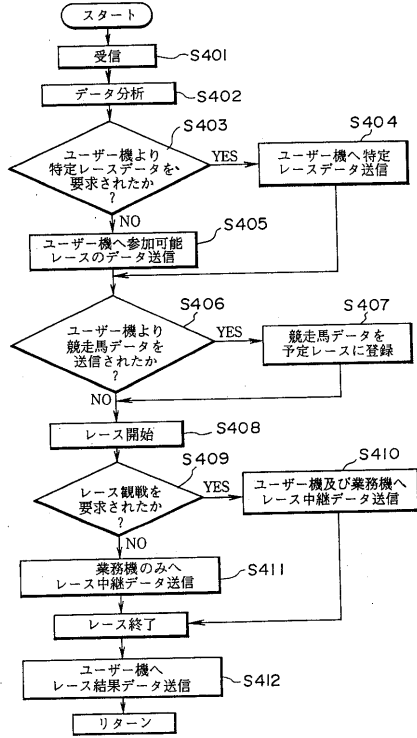 スタート
受信
S401
データ分析
S402
S403
ユーザー機より
特定レースデータを、
要求されたか
?
YES
S404
ユーザー機へ特定
レースデータ送信
NO
S405
ユーザー機へ参加可能
レースのデータ送信
S406
ユーザー機より
競走馬データを
送信されたか
?
YES
S407
競走馬データを
予定レースに登録
NO
レース開始
S408
S409
レース観戦を
要求されたか
?
YES
S410
ユーザー機及び業務機へ
レース中継データ送信
NO
業務機のみへ
レース中継データ送信
S411
レース終了
ユーザー機へ
レース結果データ送信
S412
リターン